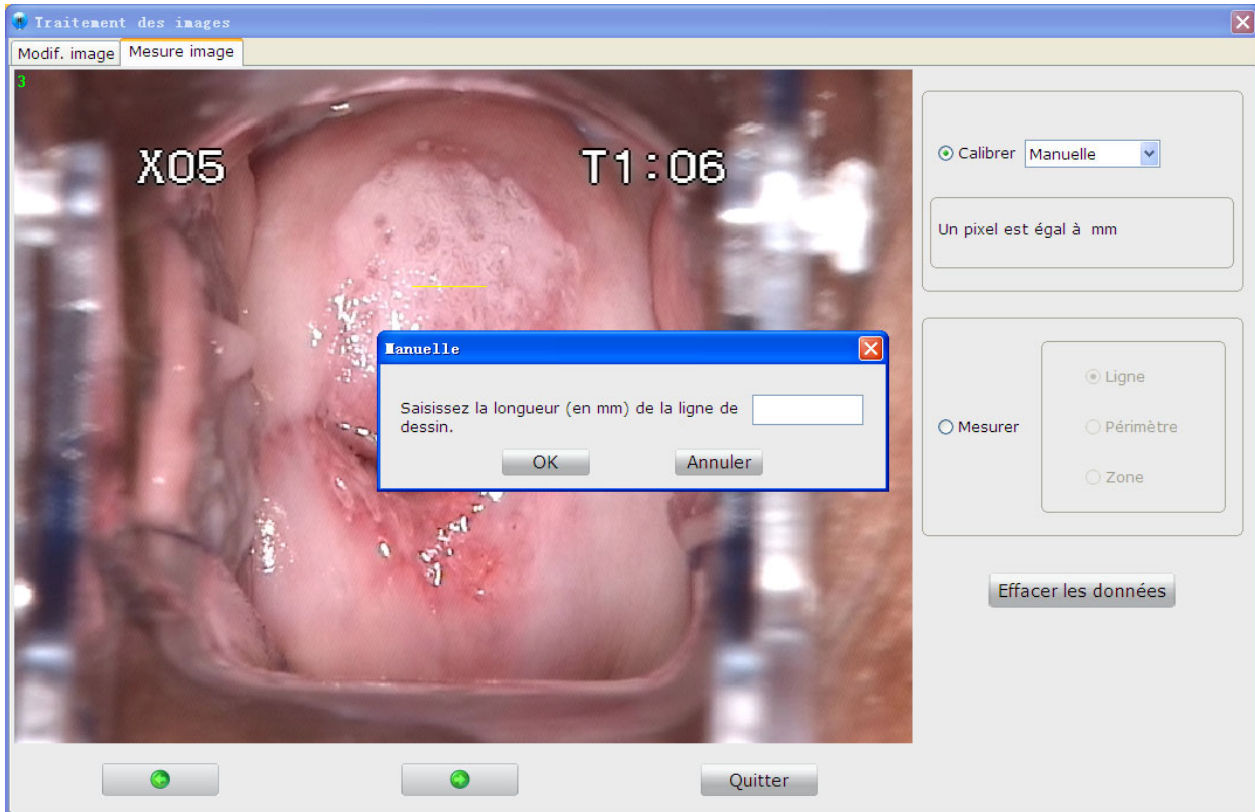 Traitement des images
Modif. image
Mesure image
3
X05
T1:06
Calibrer
Manuelle
Un pixel est égal à mm
Manuelle
Saisissez la longueur (en mm) de la ligne de
dessin.
OK
Annuler
Mesurer
Ligne
Périmètre
Zone
Effacer les données
Quitter